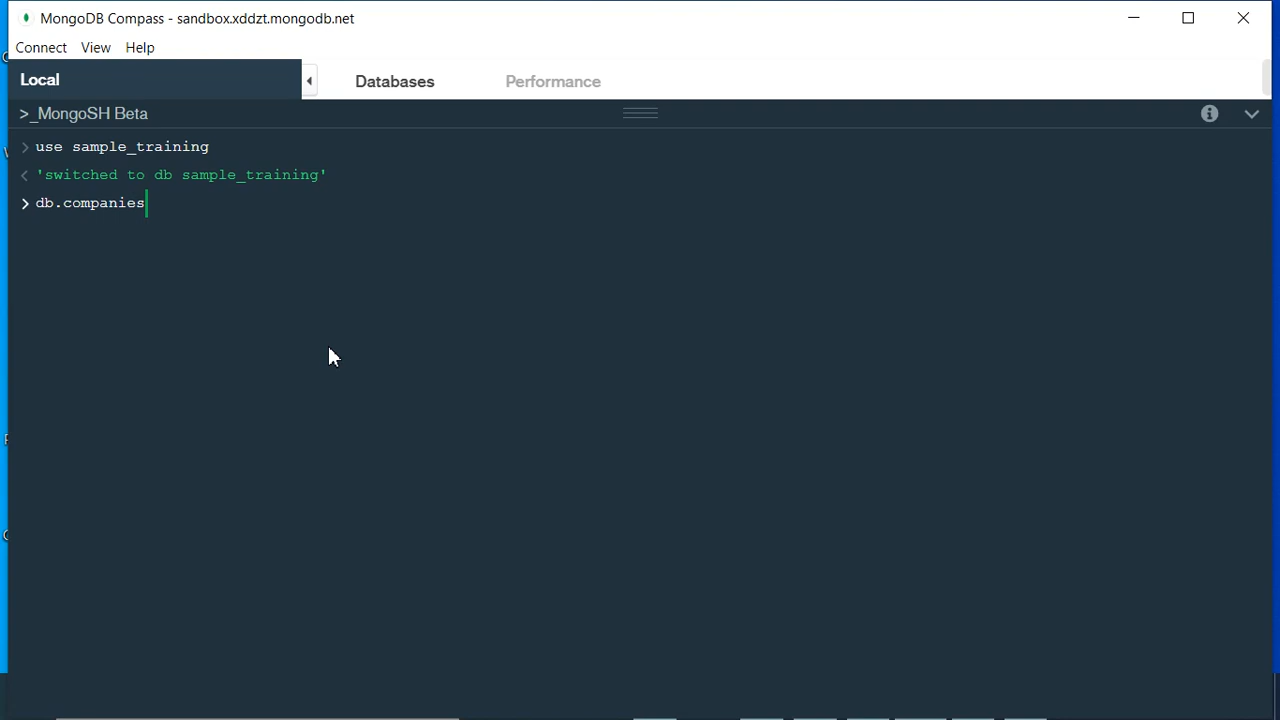 MongoDB Compass - sandbox.xddzt.mongodb.net
Connect View Help
Local Databases Performance
>_MongoSH Beta
> use sample_training
< 'switched to db sample_training'
> db.companies